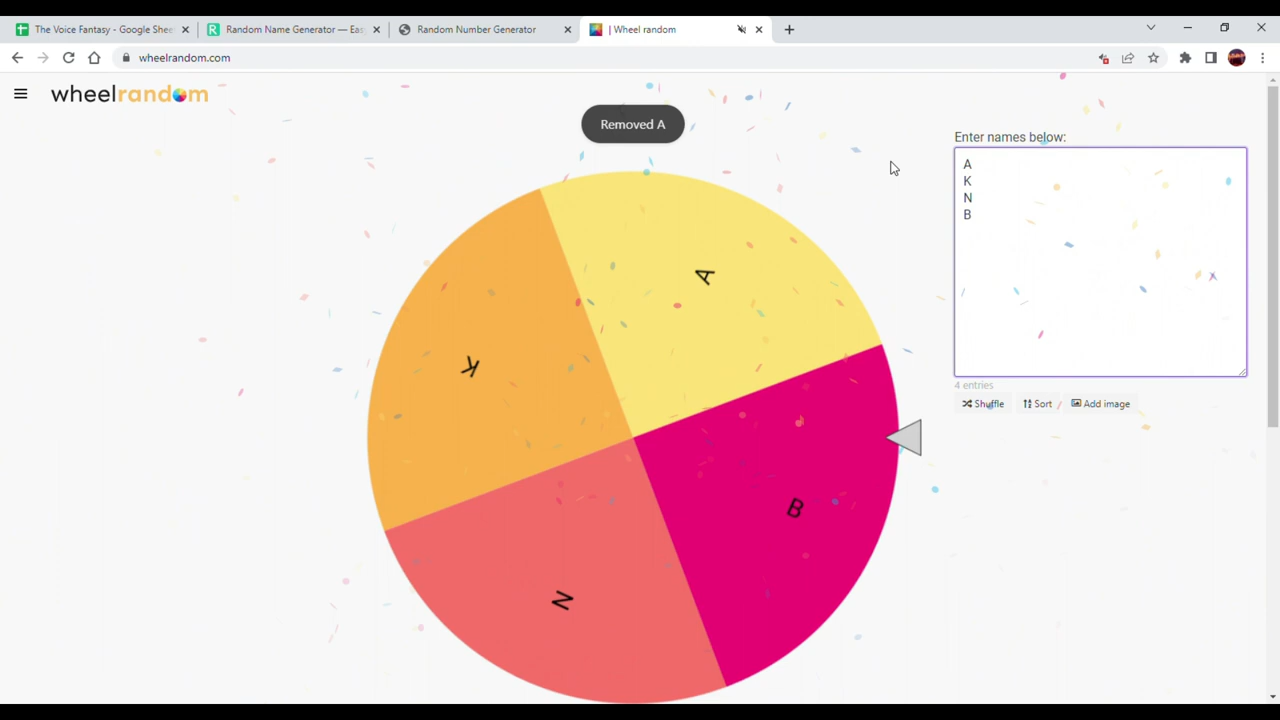 The Voice Fantasy - Google Shee
Random Name Generator — Eas
Random Number Generator
| Wheel random
wheelrandom.com
wheelrandom
Removed A
Enter names below:
A
K
N
B
4 entries
Shuffle
Sort
Add image
A
K
B
N